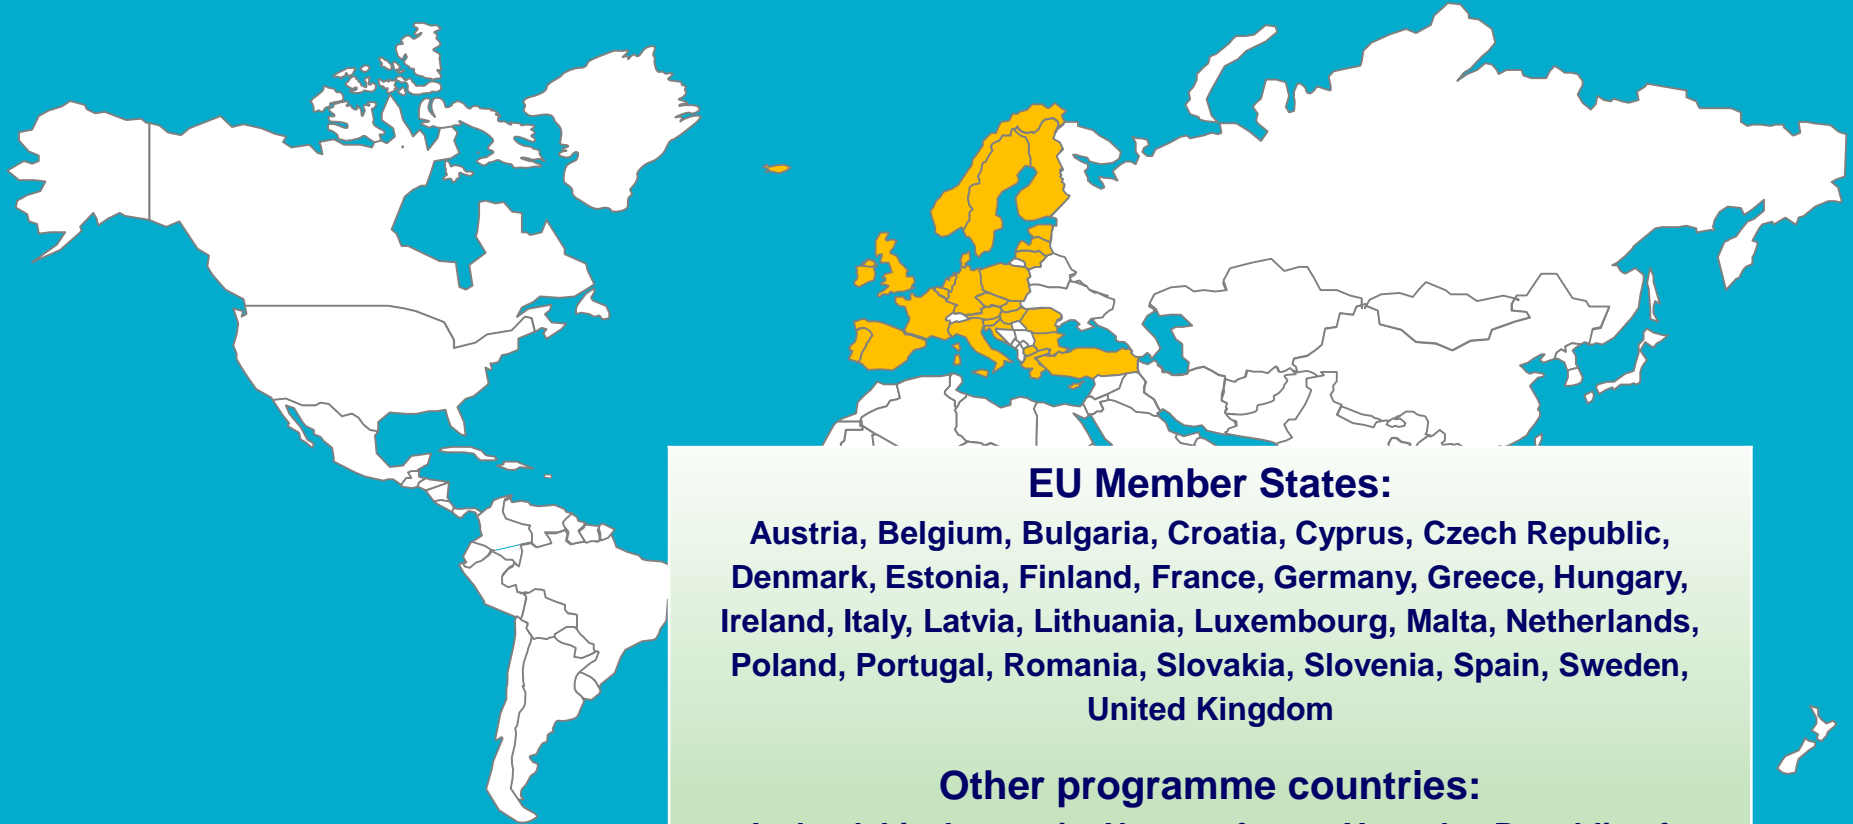 EU Member States:
Austria, Belgium, Bulgaria, Croatia, Cyprus, Czech Republic,
Denmark, Estonia, Finland, France, Germany, Greece, Hungary,
Ireland, Italy, Latvia, Lithuania, Luxembourg, Malta, Netherlands,
Poland, Portugal, Romania, Slovakia, Slovenia, Spain, Sweden,
United Kingdom
Other programme countries: